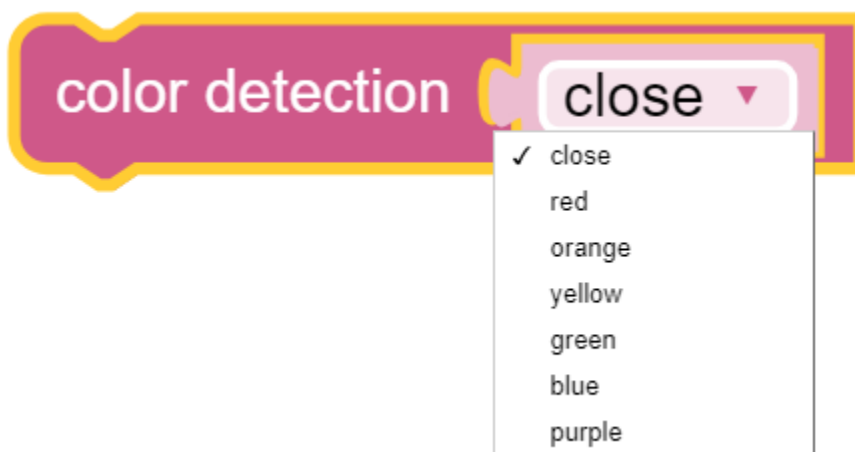 color detection close ▼
✓ close
red
orange
yellow
green
blue
purple